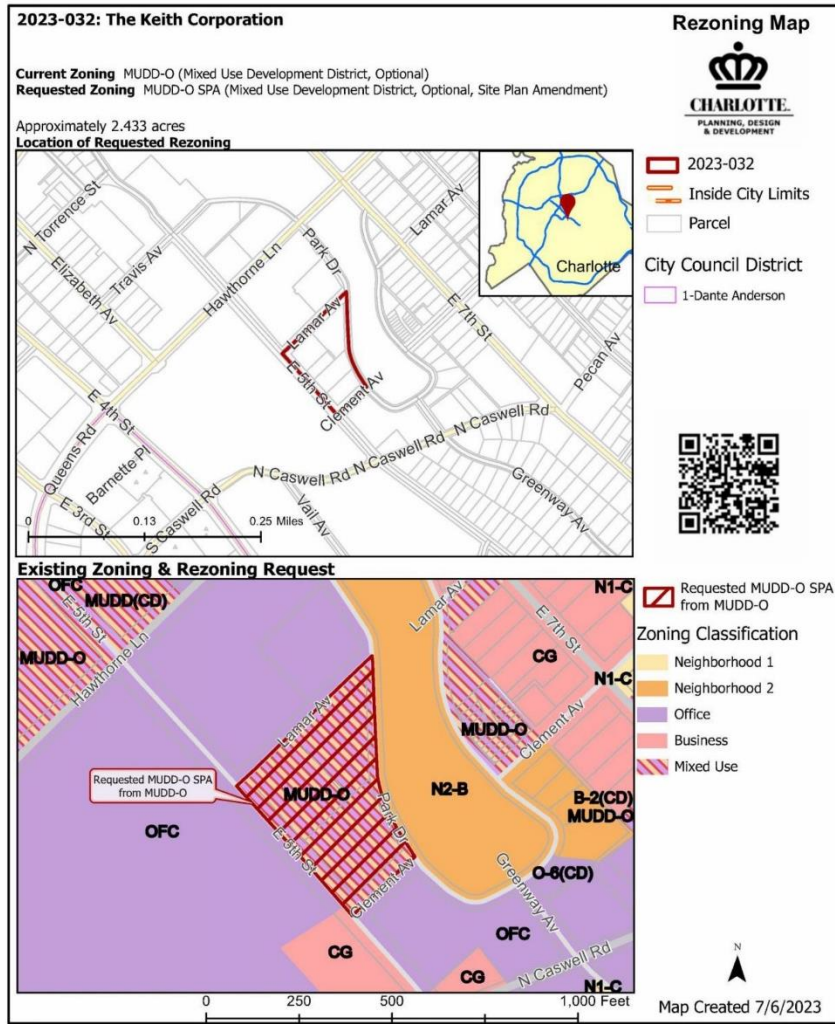 2023-032: The Keith Corporation
Current Zoning MUDD-O (Mixed Use Development District, Optional)
Requested Zoning MUDD-O SPA (Mixed Use Development District, Optional, Site Plan Amendment)
Approximately 2.433 acres
Location of Requested Rezoning
Rezoning Map
CHARLOTTE.
PLANNING, DESIGN
& DEVELOPMENT
2023-032
Inside City Limits
Parcel
City Council District
1-Dante Anderson
N Torrence St
Travis Av
Elizabeth Av
Hawthorne Ln
Park Dr
Lamar Av
Lamar Av
E 7th St
Pecan Av
Charlotte
E 5th St
Clement Av
E 4th St
Queens Rd
Barnette Pl
E 3rd St
S Caswell Rd
N Caswell Rd
N Caswell Rd
N Caswell Rd
Vail Av
Greenway Av
0 0.13 0.25 Miles
Existing Zoning & Rezoning Request
OFC
MUDD(CD)
E 5th St
MUDD-O
Hawthorne Ln
Lamar Av
N1-C
E 7th St
CG
N1-C
Lamar Av
MUDD-O
Clement Av
Requested MUDD-O SPA
from MUDD-O
MUDD-O
N2-B
B-2(CD)
MUDD-O
Park Dr
OFC
E 5th St
Clement Av
O-6(CD)
Greenway Av
OFC
CG
CG
N Caswell Rd
N1-C
0 250 500 1,000 Feet
Requested MUDD-O SPA
from MUDD-O
Zoning Classification
Neighborhood 1
Neighborhood 2
Office
Business
Mixed Use
N
Map Created 7/6/2023